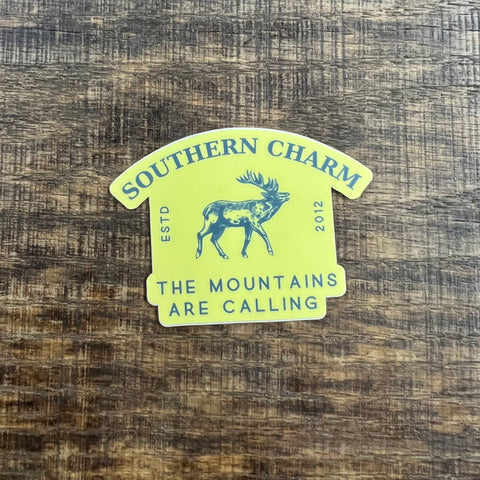 SOUTHERN CHARM
ESTD
2012
THE MOUNTAINS
ARE CALLING